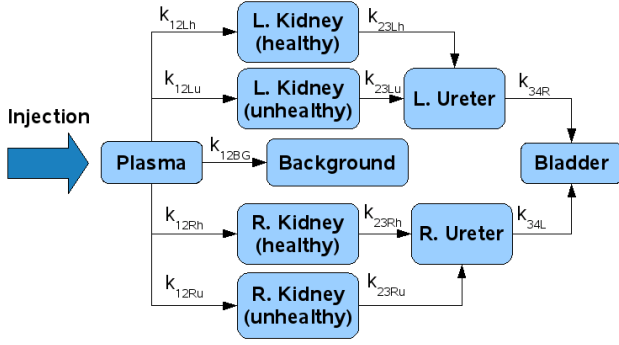 k12Lh
L. Kidney
(healthy)
k23Lh
k12Lu
L. Kidney
(unhealthy)
k23Lu
L. Ureter
k34R
Injection
Plasma
k12BG
Background
Bladder
k12Rh
R. Kidney
(healthy)
k23Rh
R. Ureter
k34L
k12Ru
R. Kidney
(unhealthy)
k23Ru